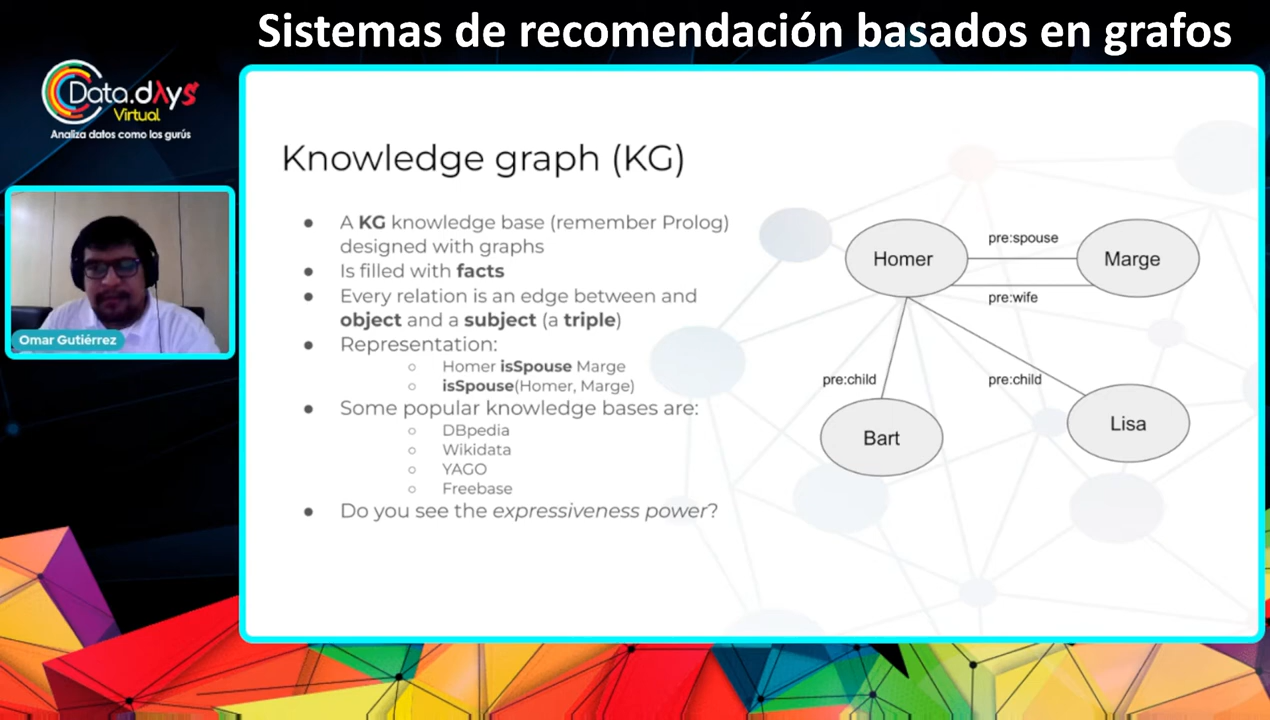 Sistemas de recomendación basados en grafos
Data.dAys
Virtual
Analiza datos como los gurús
Omar Gutiérrez
Knowledge graph (KG)
● A KG knowledge base (remember Prolog)
designed with graphs
● Is filled with facts
● Every relation is an edge between and
object and a subject (a triple)
● Representation:
○ Homer isSpouse Marge
○ isSpouse(Homer, Marge)
● Some popular knowledge bases are:
○ DBpedia
○ Wikidata
○ YAGO
○ Freebase
● Do you see the expressiveness power?
Homer
pre:spouse
Marge
pre:wife
pre:child
pre:child
Bart
Lisa